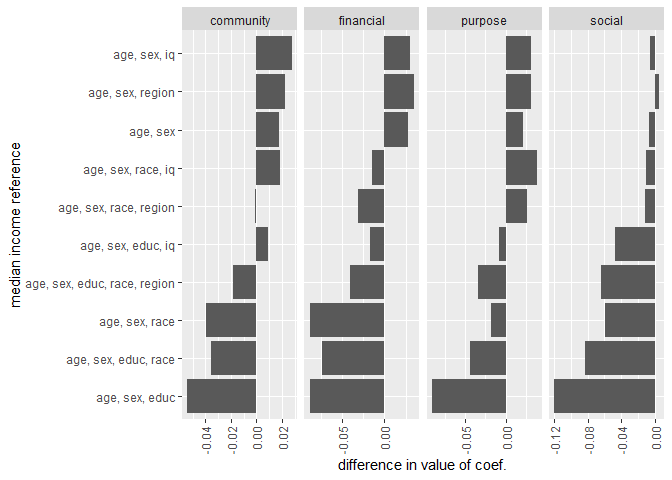 community financial purpose social
age, sex, iq
age, sex, region
age, sex
age, sex, race, iq
age, sex, race, region
age, sex, educ, iq
age, sex, educ, race, region
age, sex, race
age, sex, educ, race
age, sex, educ
median income reference
-0.04 -0.02 0.00 0.02 -0.05 0.00 -0.05 0.00 -0.12 -0.08 -0.04 0.00
difference in value of coef.